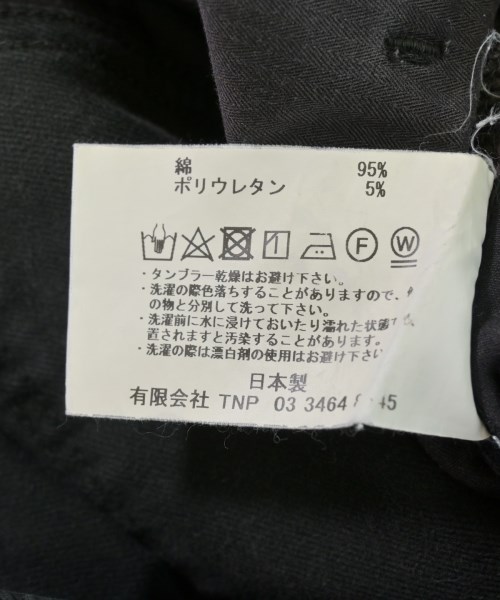 綿 95%
ポリウレタン 5%
F W
・タンブラー乾燥はお避け下さい。
・洗濯の際色落ちすることがありますので、
の物と分別して洗って下さい。
・洗濯前に水に浸けておいたり濡れた状態で
置されますと汚染することがあります。
・洗濯の際は漂白剤の使用はお避け下さい
日本製
有限会社 TNP 03 3464